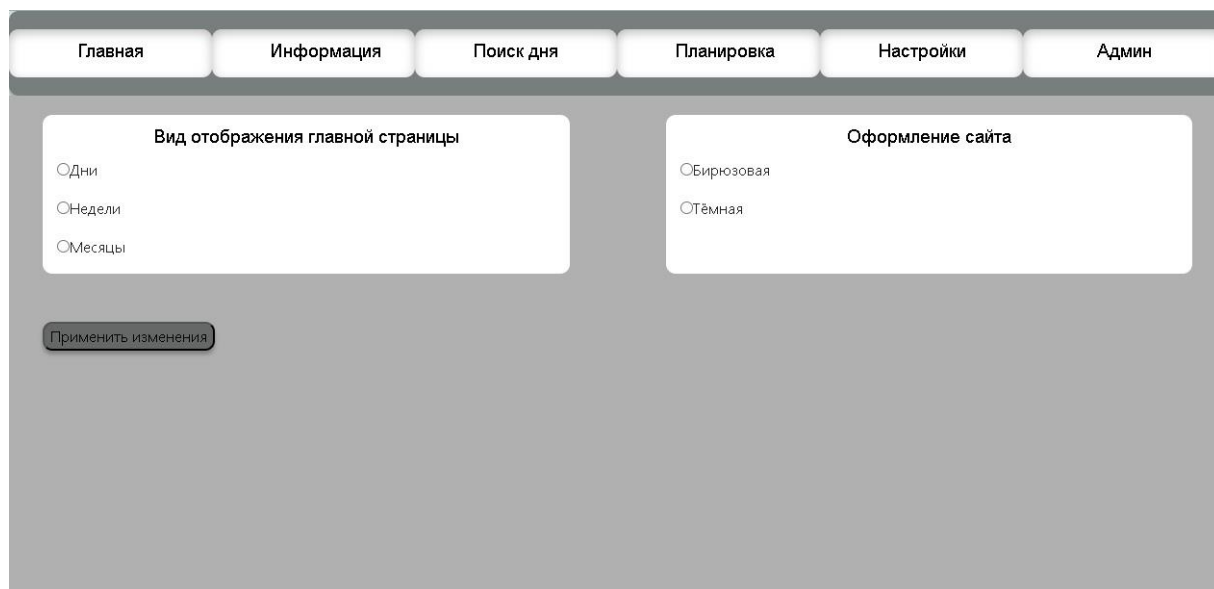 Главная Информация Поиск дня Планировка Настройки Админ
Вид отображения главной страницы
Дни
Недели
Месяцы
Оформление сайта
Бирюзовая
Тёмная
Применить изменения